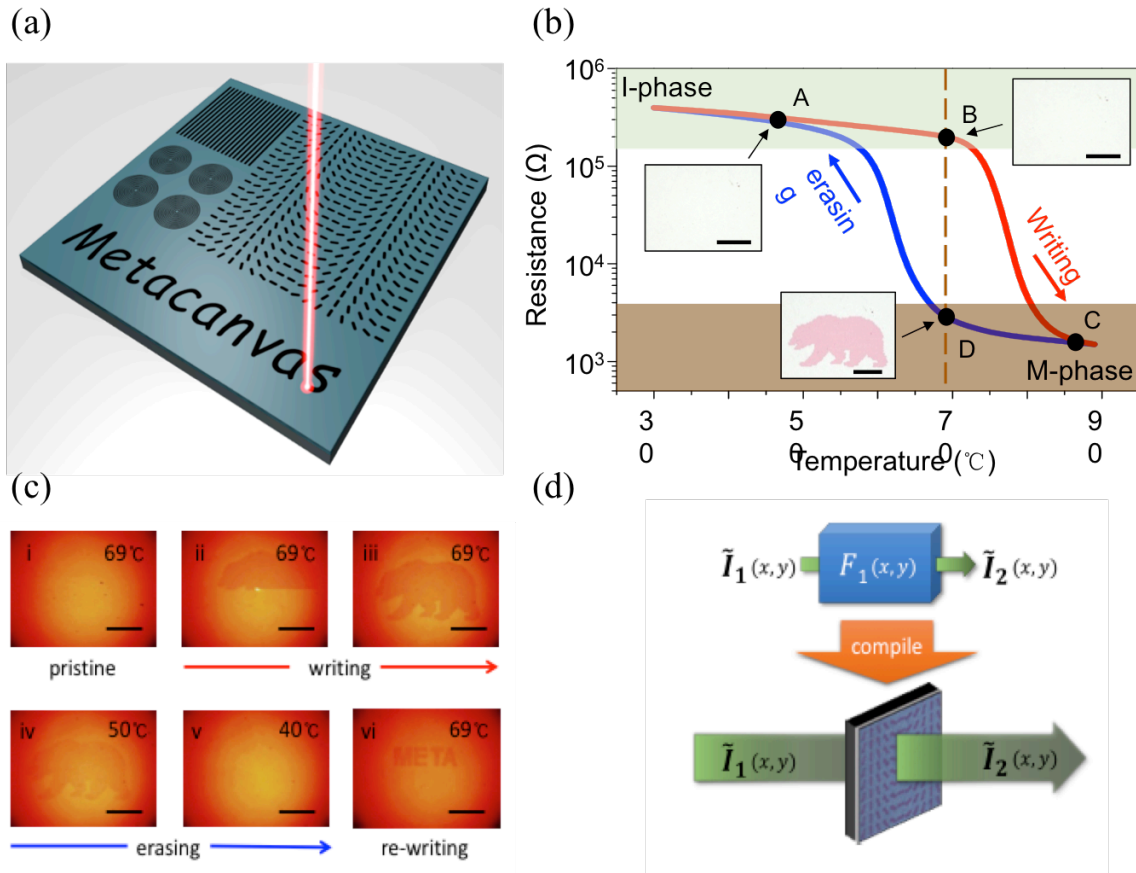 (a)
Metacanvas
(b)
10⁶
10⁵
10⁴
10³
Resistance (Ω)
I-phase
A
B
erasin
g
Writing
C
D
M-phase
3
0
5
0
7
0
9
0
Temperature (℃)
(c)
i 69℃
ii 69℃
iii 69℃
pristine
writing
iv 50℃
v 40℃
vi 69℃
META
erasing
re-writing
(d)
Ĩ₁ (x,y)
F₁ (x,y)
Ĩ₂ (x,y)
compile
Ĩ₁ (x,y)
Ĩ₂ (x,y)